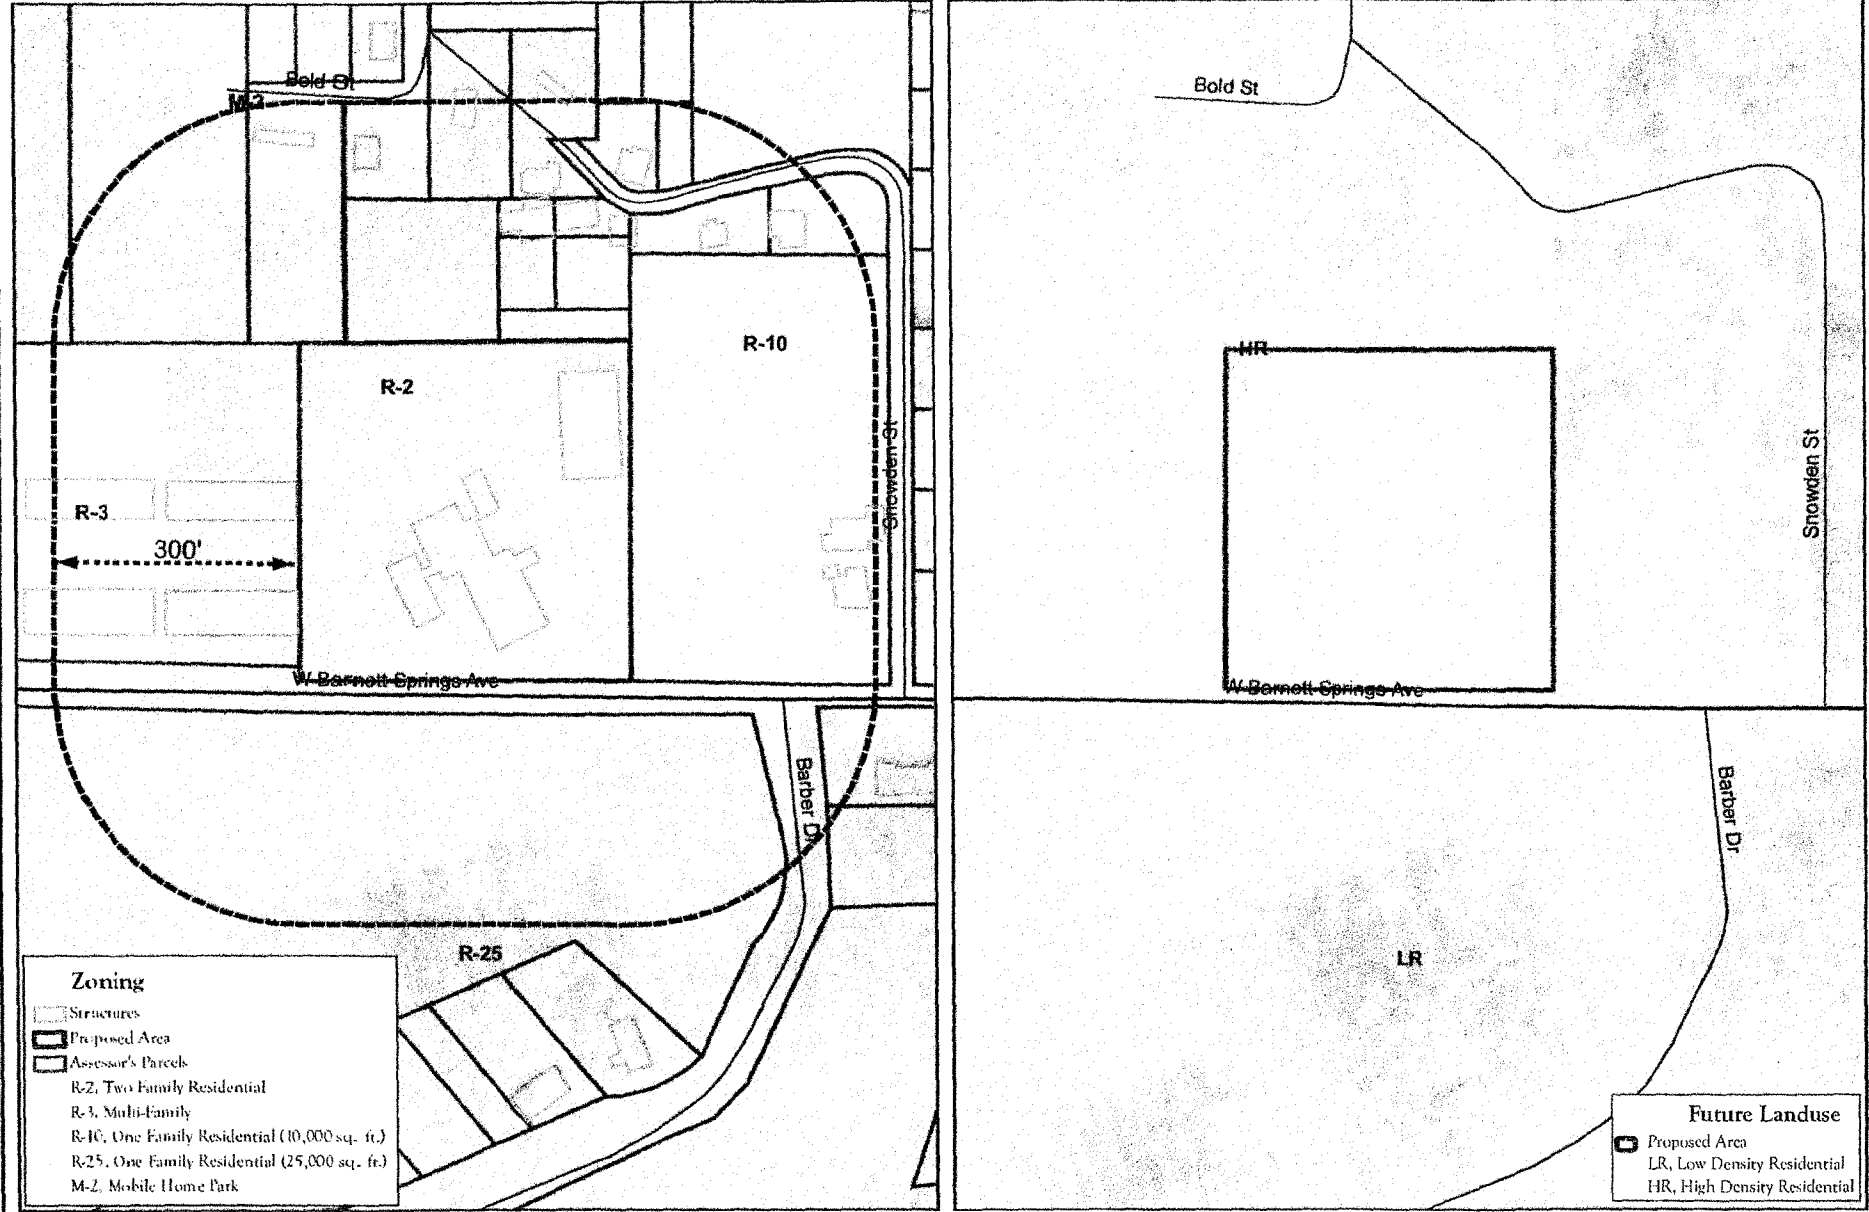 Bold St
M-2
R-10
R-2
Snowden St
R-3
300'
W Barnett Springs Ave
Barber Dr
R-25
Zoning
Structures
Proposed Area
Assessor's Parcels
R-2, Two Family Residential
R-3, Multi-Family
R-10, One Family Residential (10,000 sq. ft.)
R-25, One Family Residential (25,000 sq. ft.)
M-2, Mobile Home Park
Bold St
HR
Snowden St
W Barnett Springs Ave
Barber Dr
LR
Future Landuse
Proposed Area
LR, Low Density Residential
HR, High Density Residential